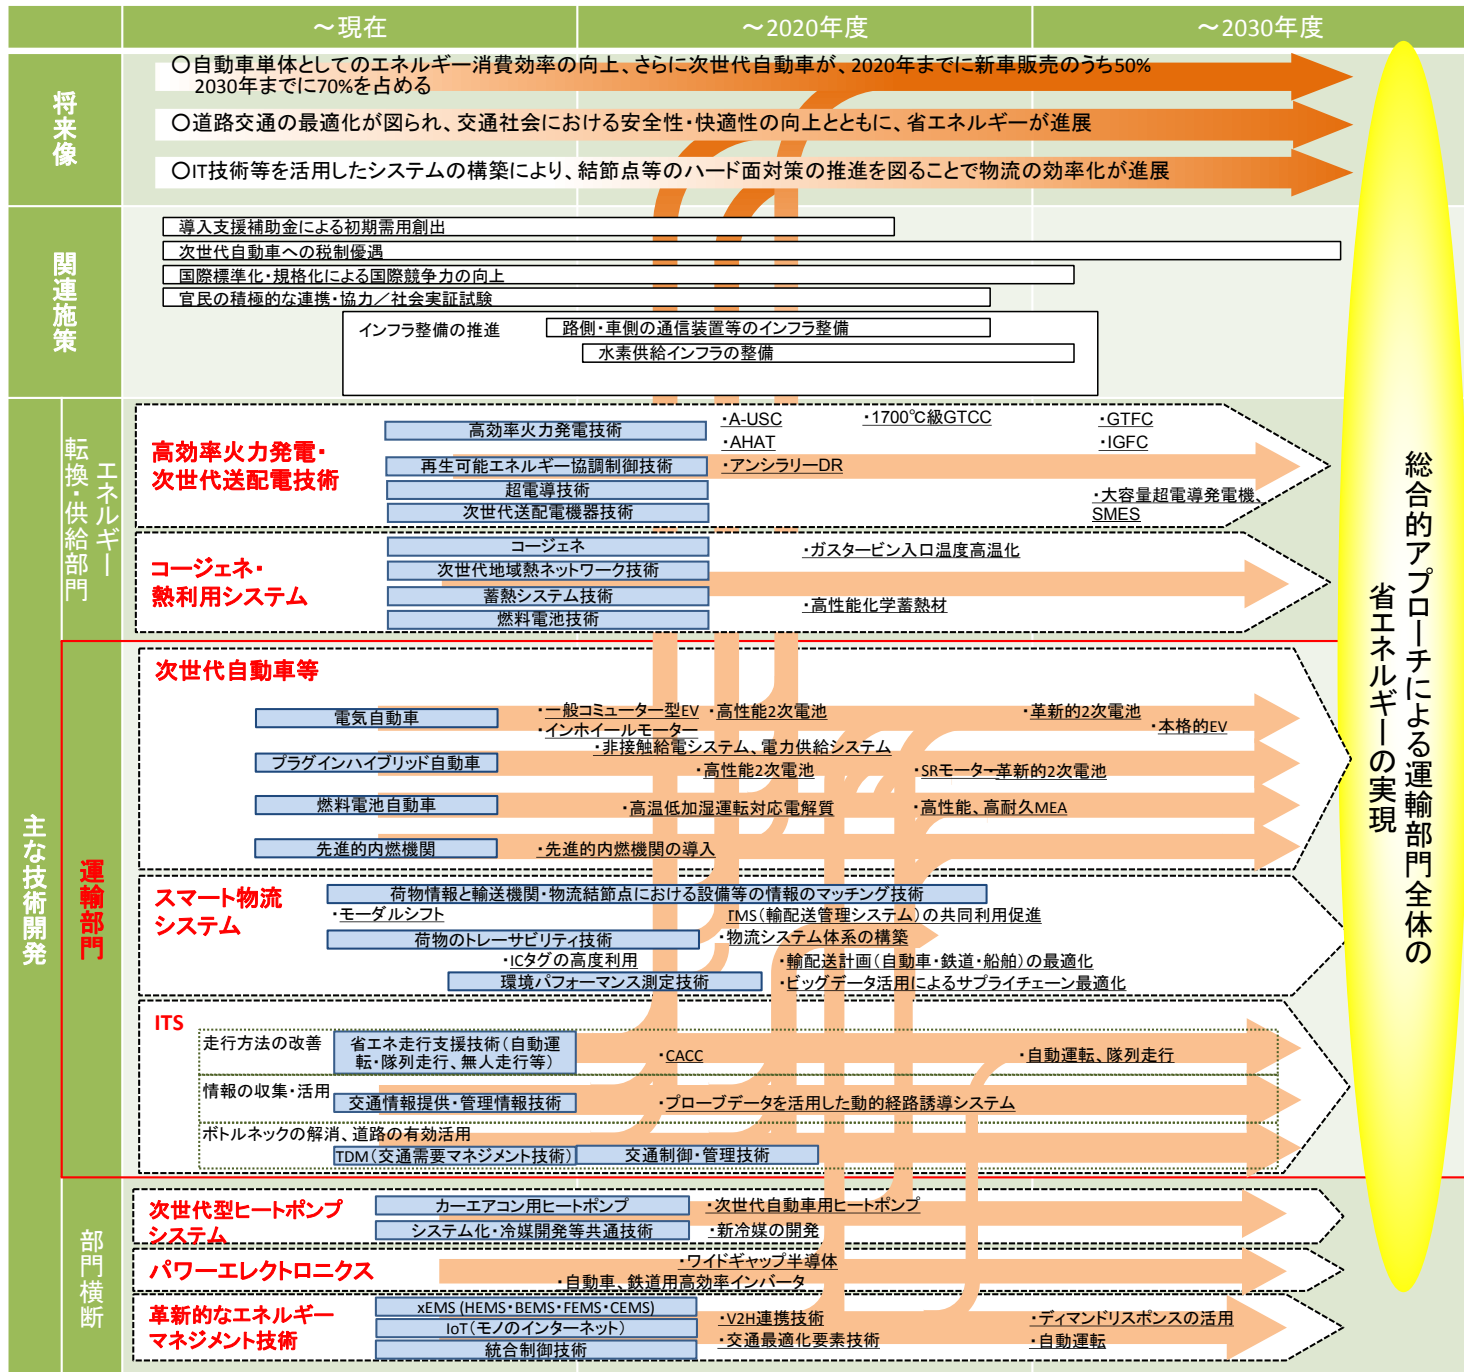 ～現在
～2020年度
～2030年度
将来像
〇自動車単体としてのエネルギー消費効率の向上、さらに次世代自動車が、2020年までに新車販売のうち50%
2030年までに70%を占める
〇道路交通の最適化が図られ、交通社会における安全性・快適性の向上とともに、省エネルギーが進展
〇IT技術等を活用したシステムの構築により、結節点等のハード面対策の推進を図ることで物流の効率化が進展
関連施策
導入支援補助金による初期需用創出
次世代自動車への税制優遇
国際標準化・規格化による国際競争力の向上
官民の積極的な連携・協力／社会実証試験
インフラ整備の推進
路側・車側の通信装置等のインフラ整備
水素供給インフラの整備
主な技術開発
エネルギー
転換・供給部門
高効率火力発電・
次世代送配電技術
高効率火力発電技術
再生可能エネルギー協調制御技術
超電導技術
次世代送配電機器技術
・A-USC
・AHAT
・アンシラリーDR
・1700℃級GTCC
・GTFC
・IGFC
・大容量超電導発電機、
SMES
コージェネ・
熱利用システム
コージェネ
次世代地域熱ネットワーク技術
蓄熱システム技術
燃料電池技術
・ガスタービン入口温度高温化
・高性能化学蓄熱材
運輸部門
次世代自動車等
電気自動車
・一般コミューター型EV
・高性能2次電池
・革新的2次電池
・インホイールモーター
・本格的EV
・非接触給電システム、電力供給システム
プラグインハイブリッド自動車
・高性能2次電池
・SRモーター
・革新的2次電池
燃料電池自動車
・高温低加湿運転対応電解質
・高性能、高耐久MEA
先進的内燃機関
・先進的内燃機関の導入
スマート物流
システム
荷物情報と輸送機関・物流結節点における設備等の情報のマッチング技術
・モーダルシフト
TMS(輸配送管理システム)の共同利用促進
荷物のトレーサビリティ技術
・物流システム体系の構築
・ICタグの高度利用
・輸配送計画(自動車・鉄道・船舶)の最適化
環境パフォーマンス測定技術
・ビッグデータ活用によるサプライチェーン最適化
ITS
走行方法の改善
省エネ走行支援技術(自動運
転・隊列走行、無人走行等)
・CACC
・自動運転、隊列走行
情報の収集・活用
交通情報提供・管理情報技術
・プローブデータを活用した動的経路誘導システム
ボトルネックの解消、道路の有効活用
TDM(交通需要マネジメント技術)
交通制御・管理技術
部門横断
次世代型ヒートポンプ
システム
カーエアコン用ヒートポンプ
・次世代自動車用ヒートポンプ
システム化・冷媒開発等共通技術
・新冷媒の開発
パワーエレクトロニクス
・ワイドギャップ半導体
・自動車、鉄道用高効率インバータ
革新的なエネルギー
マネジメント技術
xEMS (HEMS・BEMS・FEMS・CEMS)
IoT(モノのインターネット)
統合制御技術
・V2H連携技術
・交通最適化要素技術
・ディマンドリスポンスの活用
・自動運転
総合的アプローチによる運輸部門全体の
省エネルギーの実現